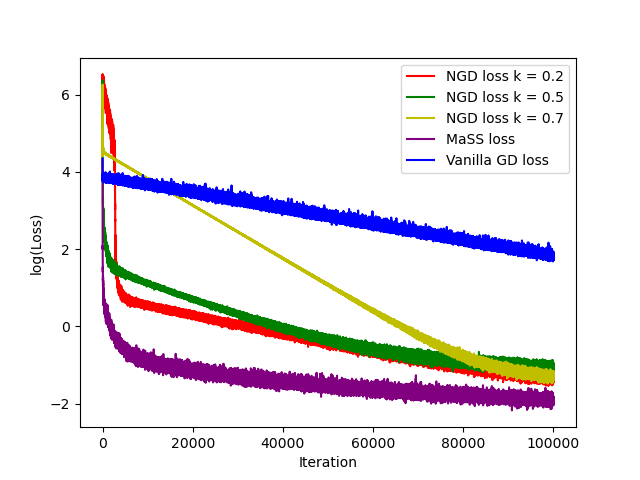 NGD loss k = 0.2
NGD loss k = 0.5
NGD loss k = 0.7
MaSS loss
Vanilla GD loss
log(Loss)
6
4
2
0
−2
0 20000 40000 60000 80000 100000
Iteration